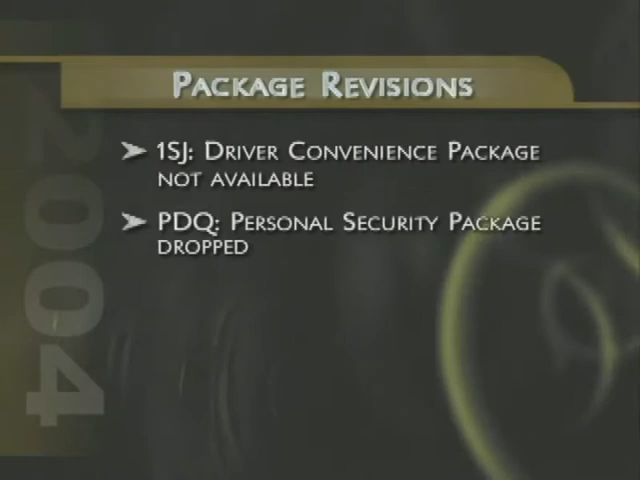 PACKAGE REVISIONS
1SJ: DRIVER CONVENIENCE PACKAGE
NOT AVAILABLE
PDQ: PERSONAL SECURITY PACKAGE
DROPPED
2004